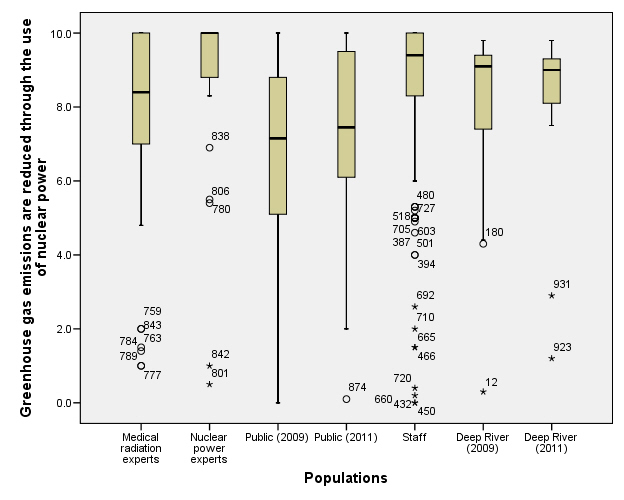 Greenhouse gas emissions are reduced through the use
of nuclear power
10.0
8.0
6.0
4.0
2.0
0.0
759
843
784
763
789
777
838
806
780
842
801
874
480
727
518
705
603
387
501
394
692
710
665
466
720
660
432
450
180
12
931
923
Medical
radiation
experts
Nuclear
power
experts
Public (2009)
Public (2011)
Staff
Deep River
(2009)
Deep River
(2011)
Populations